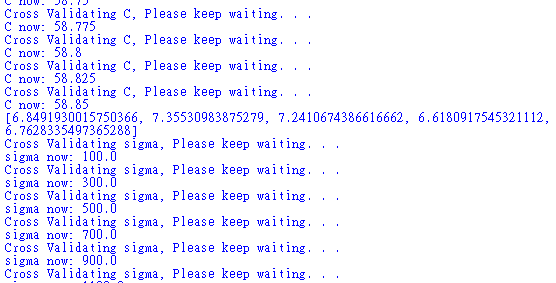 C now: 58.75
Cross Validating C, Please keep waiting. . .
C now: 58.775
Cross Validating C, Please keep waiting. . .
C now: 58.8
Cross Validating C, Please keep waiting. . .
C now: 58.825
Cross Validating C, Please keep waiting. . .
C now: 58.85
[6.8491930015750366, 7.35530983875279, 7.2410674386616662, 6.6180917545321112,
6.7628335497365288]
Cross Validating sigma, Please keep waiting. . .
sigma now: 100.0
Cross Validating sigma, Please keep waiting. . .
sigma now: 300.0
Cross Validating sigma, Please keep waiting. . .
sigma now: 500.0
Cross Validating sigma, Please keep waiting. . .
sigma now: 700.0
Cross Validating sigma, Please keep waiting. . .
sigma now: 900.0
Cross Validating sigma, Please keep waiting. . .